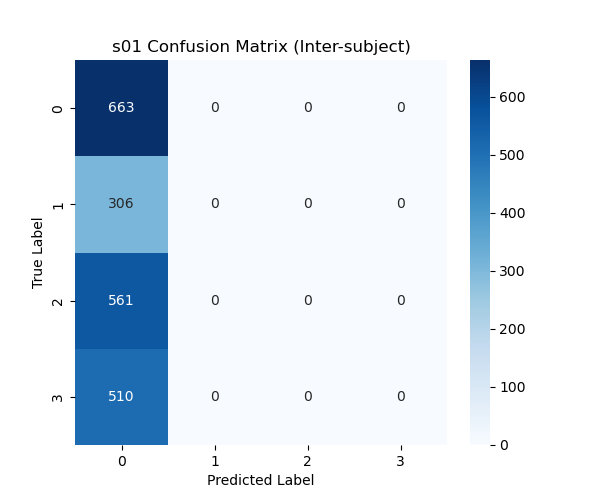 s01 Confusion Matrix (Inter-subject)
0 663 0 0 0
1 306 0 0 0
2 561 0 0 0
3 510 0 0 0
0 1 2 3
True Label
Predicted Label
600
500
400
300
200
100
0